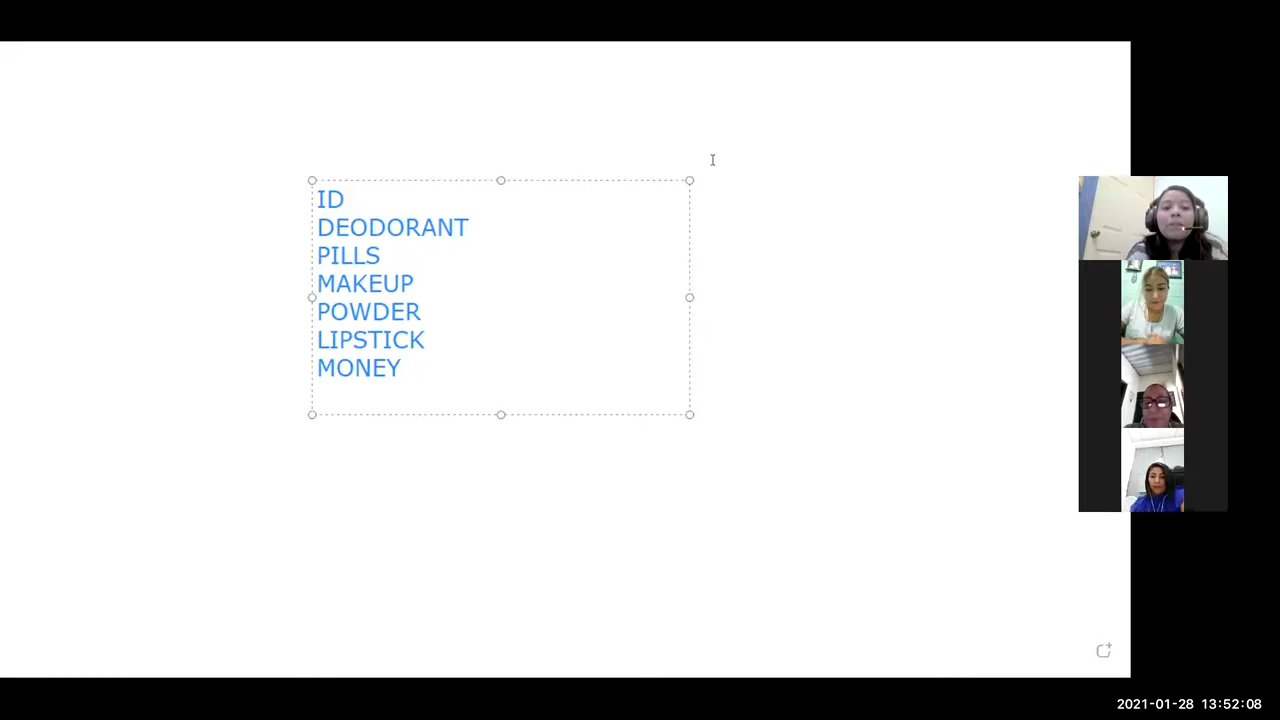 ID
DEODORANT
PILLS
MAKEUP
POWDER
LIPSTICK
MONEY
2021-01-28 13:52:08